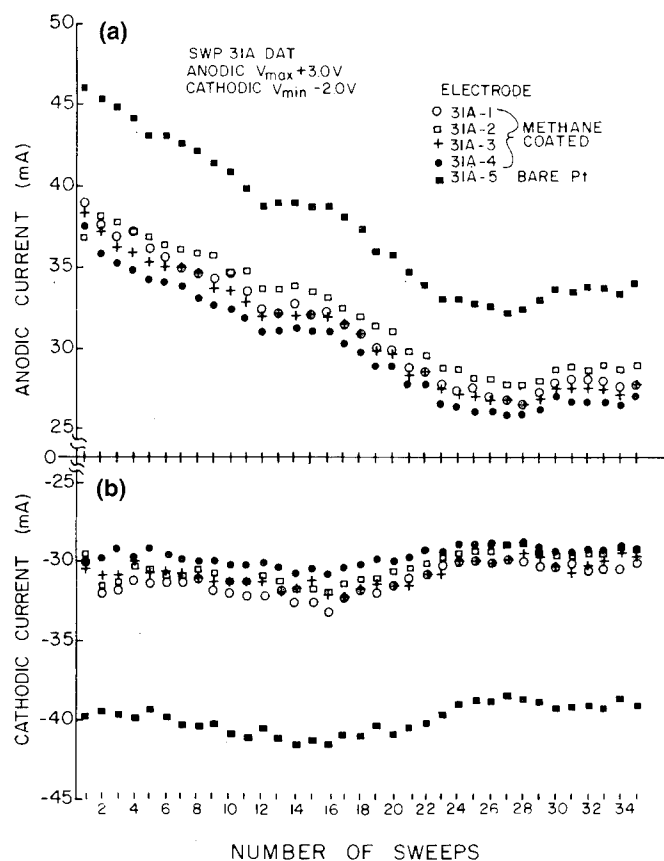 (a)
SWP 31A DAT
ANODIC Vmax +3.0V
CATHODIC Vmin -2.0V
ELECTRODE
31A-1
31A-2
31A-3
31A-4
METHANE
COATED
31A-5 BARE Pt
ANODIC CURRENT (mA)
50
45
40
35
30
25
0
(b)
CATHODIC CURRENT (mA)
-25
-30
-35
-40
-45
2 4 6 8 10 12 14 16 18 20 22 24 26 28 30 32 34
NUMBER OF SWEEPS